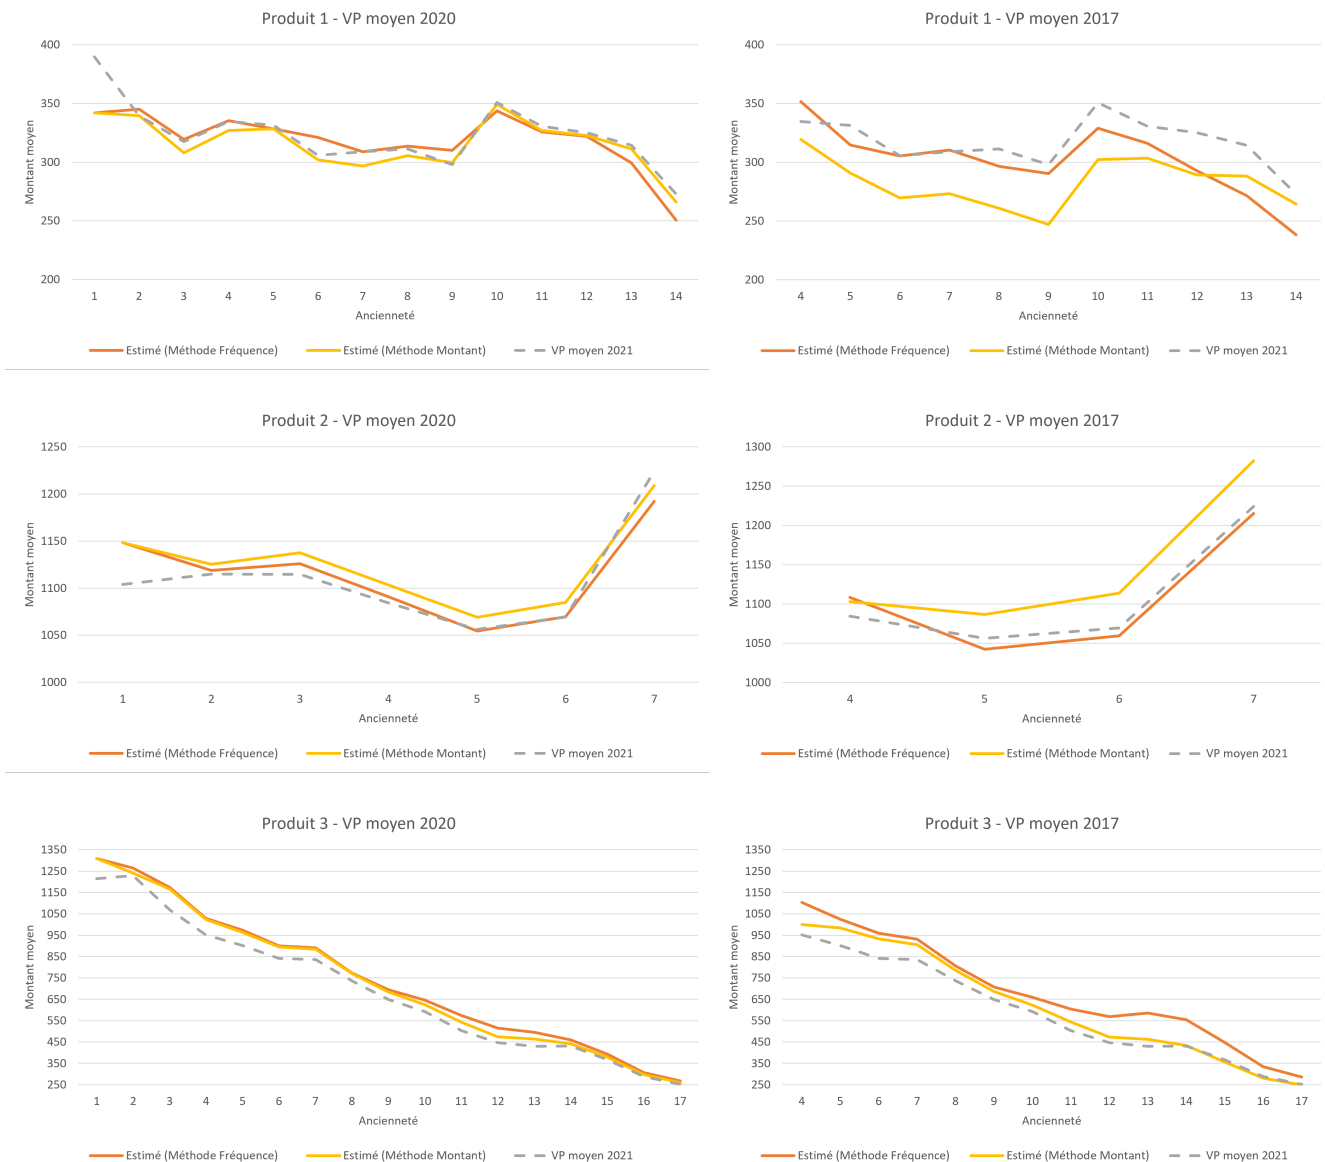 Produit 1 - VP moyen 2020
400
350
300
250
200
Montant moyen
1 2 3 4 5 6 7 8 9 10 11 12 13 14
Ancienneté
Estimé (Méthode Fréquence) Estimé (Méthode Montant) VP moyen 2021
Produit 1 - VP moyen 2017
400
350
300
250
200
Montant moyen
4 5 6 7 8 9 10 11 12 13 14
Ancienneté
Estimé (Méthode Fréquence) Estimé (Méthode Montant) VP moyen 2021
Produit 2 - VP moyen 2020
1250
1200
1150
1100
1050
1000
Montant moyen
1 2 3 4 5 6 7
Ancienneté
Estimé (Méthode Fréquence) Estimé (Méthode Montant) VP moyen 2021
Produit 2 - VP moyen 2017
1300
1250
1200
1150
1100
1050
1000
Montant moyen
4 5 6 7
Ancienneté
Estimé (Méthode Fréquence) Estimé (Méthode Montant) VP moyen 2021
Produit 3 - VP moyen 2020
1350
1250
1150
1050
950
850
750
650
550
450
350
250
Montant moyen
1 2 3 4 5 6 7 8 9 10 11 12 13 14 15 16 17
Ancienneté
Estimé (Méthode Fréquence) Estimé (Méthode Montant) VP moyen 2021
Produit 3 - VP moyen 2017
1350
1250
1150
1050
950
850
750
650
550
450
350
250
Montant moyen
4 5 6 7 8 9 10 11 12 13 14 15 16 17
Ancienneté
Estimé (Méthode Fréquence) Estimé (Méthode Montant) VP moyen 2021